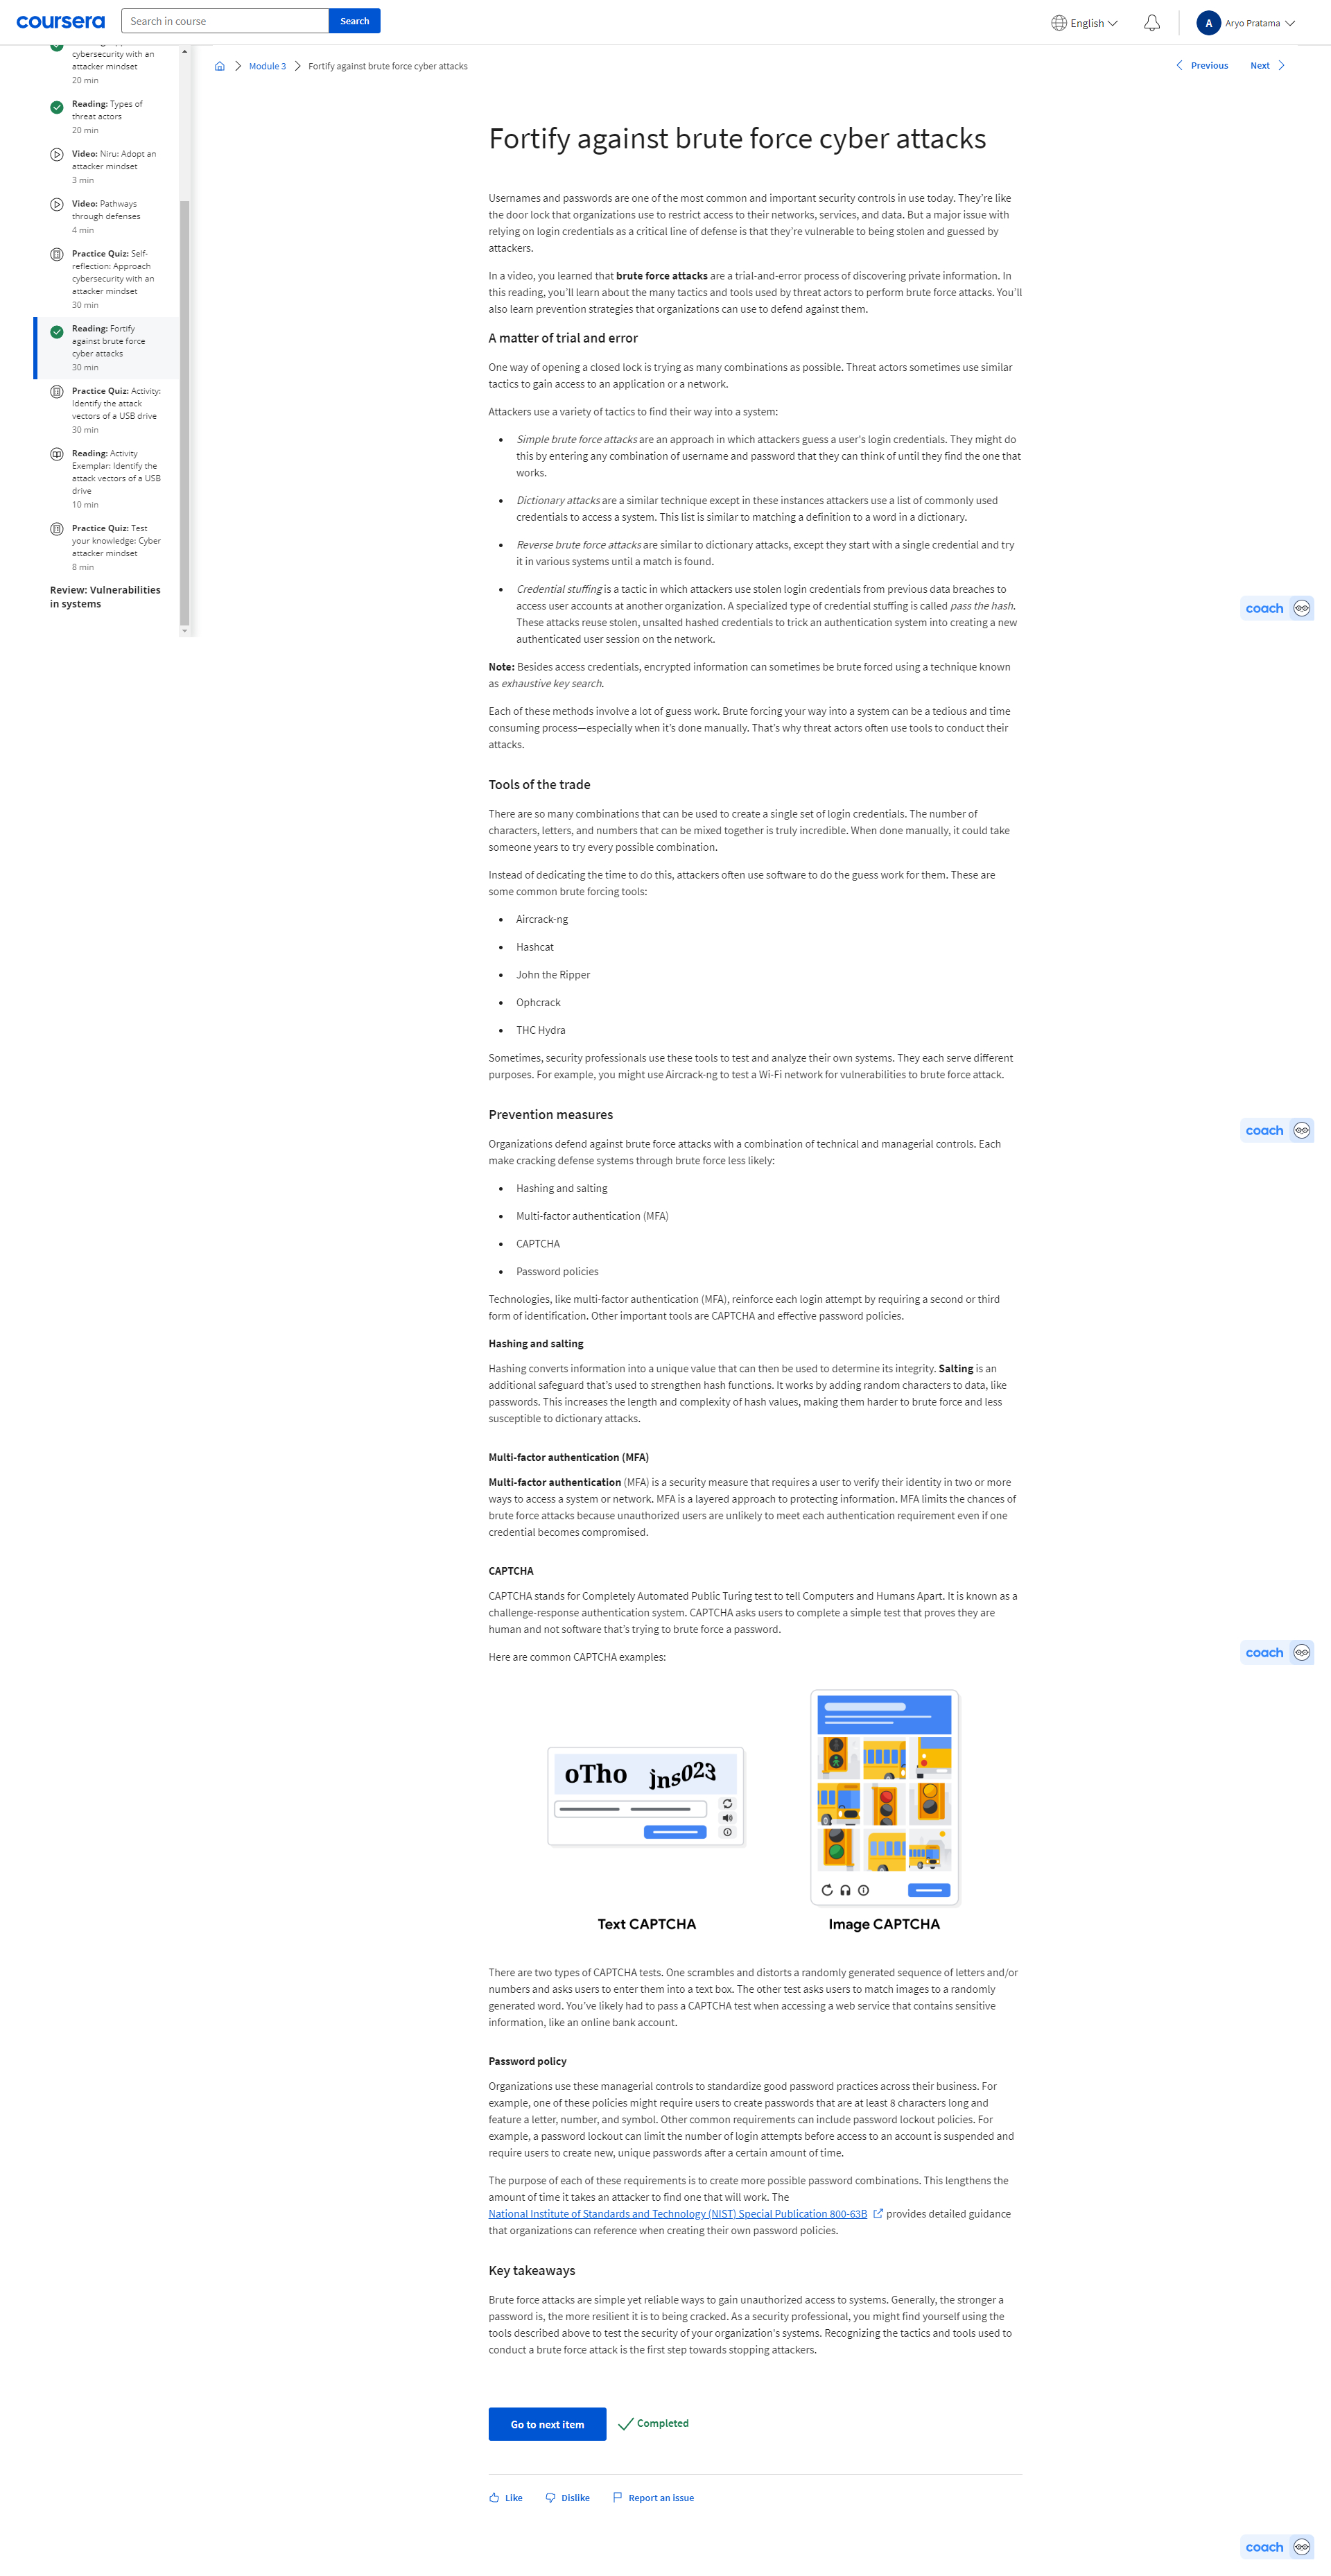 coursera
Search in course
Search
English
A
Aryo Pratama
cybersecurity with an
attacker mindset
20 min
Reading: Types of
threat actors
20 min
Video: Niru: Adopt an
attacker mindset
3 min
Video: Pathways
through defenses
4 min
Practice Quiz: Self-
reflection: Approach
cybersecurity with an
attacker mindset
30 min
Reading: Fortify
against brute force
cyber attacks
30 min
Practice Quiz: Activity:
Identify the attack
vectors of a USB drive
30 min
Reading: Activity
Exemplar: Identify the
attack vectors of a USB
drive
10 min
Practice Quiz: Test
your knowledge: Cyber
attacker mindset
8 min
Review: Vulnerabilities
in systems
Module 3
Fortify against brute force cyber attacks
Previous
Next
Fortify against brute force cyber attacks
Usernames and passwords are one of the most common and important security controls in use today. They’re like
the door lock that organizations use to restrict access to their networks, services, and data. But a major issue with
relying on login credentials as a critical line of defense is that they’re vulnerable to being stolen and guessed by
attackers.
In a video, you learned that brute force attacks are a trial-and-error process of discovering private information. In
this reading, you’ll learn about the many tactics and tools used by threat actors to perform brute force attacks. You’ll
also learn prevention strategies that organizations can use to defend against them.
A matter of trial and error
One way of opening a closed lock is trying as many combinations as possible. Threat actors sometimes use similar
tactics to gain access to an application or a network.
Attackers use a variety of tactics to find their way into a system:
• Simple brute force attacks are an approach in which attackers guess a user's login credentials. They might do
this by entering any combination of username and password that they can think of until they find the one that
works.
• Dictionary attacks are a similar technique except in these instances attackers use a list of commonly used
credentials to access a system. This list is similar to matching a definition to a word in a dictionary.
• Reverse brute force attacks are similar to dictionary attacks, except they start with a single credential and try
it in various systems until a match is found.
• Credential stuffing is a tactic in which attackers use stolen login credentials from previous data breaches to
access user accounts at another organization. A specialized type of credential stuffing is called pass the hash.
These attacks reuse stolen, unsalted hashed credentials to trick an authentication system into creating a new
authenticated user session on the network.
coach
Note: Besides access credentials, encrypted information can sometimes be brute forced using a technique known
as exhaustive key search.
Each of these methods involve a lot of guess work. Brute forcing your way into a system can be a tedious and time
consuming process—especially when it’s done manually. That’s why threat actors often use tools to conduct their
attacks.
Tools of the trade
There are so many combinations that can be used to create a single set of login credentials. The number of
characters, letters, and numbers that can be mixed together is truly incredible. When done manually, it could take
someone years to try every possible combination.
Instead of dedicating the time to do this, attackers often use software to do the guess work for them. These are
some common brute forcing tools:
• Aircrack-ng
• Hashcat
• John the Ripper
• Ophcrack
• THC Hydra
Sometimes, security professionals use these tools to test and analyze their own systems. They each serve different
purposes. For example, you might use Aircrack-ng to test a Wi-Fi network for vulnerabilities to brute force attack.
Prevention measures
coach
Organizations defend against brute force attacks with a combination of technical and managerial controls. Each
make cracking defense systems through brute force less likely:
• Hashing and salting
• Multi-factor authentication (MFA)
• CAPTCHA
• Password policies
Technologies, like multi-factor authentication (MFA), reinforce each login attempt by requiring a second or third
form of identification. Other important tools are CAPTCHA and effective password policies.
Hashing and salting
Hashing converts information into a unique value that can then be used to determine its integrity. Salting is an
additional safeguard that’s used to strengthen hash functions. It works by adding random characters to data, like
passwords. This increases the length and complexity of hash values, making them harder to brute force and less
susceptible to dictionary attacks.
Multi-factor authentication (MFA)
Multi-factor authentication (MFA) is a security measure that requires a user to verify their identity in two or more
ways to access a system or network. MFA is a layered approach to protecting information. MFA limits the chances of
brute force attacks because unauthorized users are unlikely to meet each authentication requirement even if one
credential becomes compromised.
CAPTCHA
CAPTCHA stands for Completely Automated Public Turing test to tell Computers and Humans Apart. It is known as a
challenge-response authentication system. CAPTCHA asks users to complete a simple test that proves they are
human and not software that’s trying to brute force a password.
Here are common CAPTCHA examples:
coach
oTho jns023
Text CAPTCHA
Image CAPTCHA
There are two types of CAPTCHA tests. One scrambles and distorts a randomly generated sequence of letters and/or
numbers and asks users to enter them into a text box. The other test asks users to match images to a randomly
generated word. You’ve likely had to pass a CAPTCHA test when accessing a web service that contains sensitive
information, like an online bank account.
Password policy
Organizations use these managerial controls to standardize good password practices across their business. For
example, one of these policies might require users to create passwords that are at least 8 characters long and
feature a letter, number, and symbol. Other common requirements can include password lockout policies. For
example, a password lockout can limit the number of login attempts before access to an account is suspended and
require users to create new, unique passwords after a certain amount of time.
The purpose of each of these requirements is to create more possible password combinations. This lengthens the
amount of time it takes an attacker to find one that will work. The
National Institute of Standards and Technology (NIST) Special Publication 800-63B provides detailed guidance
that organizations can reference when creating their own password policies.
Key takeaways
Brute force attacks are simple yet reliable ways to gain unauthorized access to systems. Generally, the stronger a
password is, the more resilient it is to being cracked. As a security professional, you might find yourself using the
tools described above to test the security of your organization's systems. Recognizing the tactics and tools used to
conduct a brute force attack is the first step towards stopping attackers.
Go to next item
Completed
Like
Dislike
Report an issue
coach